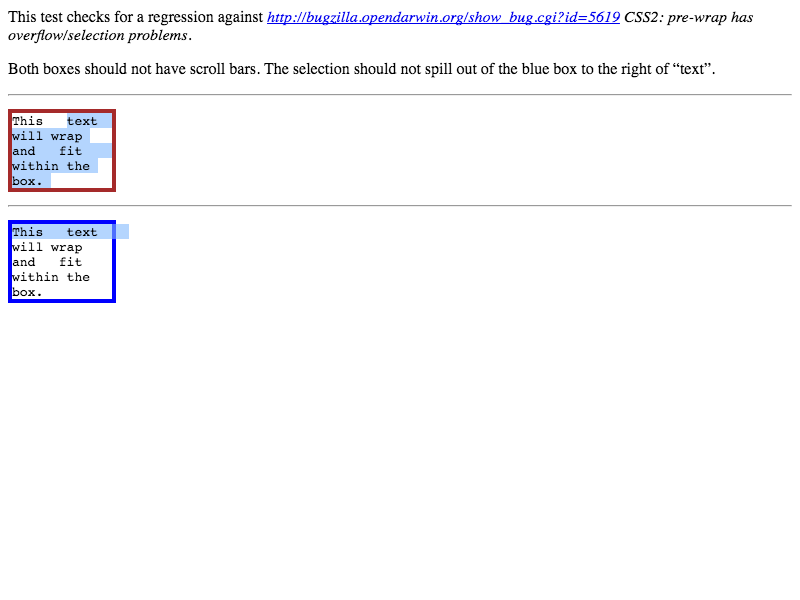 This test checks for a regression against http://bugzilla.opendarwin.org/show_bug.cgi?id=5619 CSS2: pre-wrap has
overflow/selection problems.
Both boxes should not have scroll bars. The selection should not spill out of the blue box to the right of “text”.
This   text
will wrap
and   fit
within the
box.
This   text
will wrap
and   fit
within the
box.